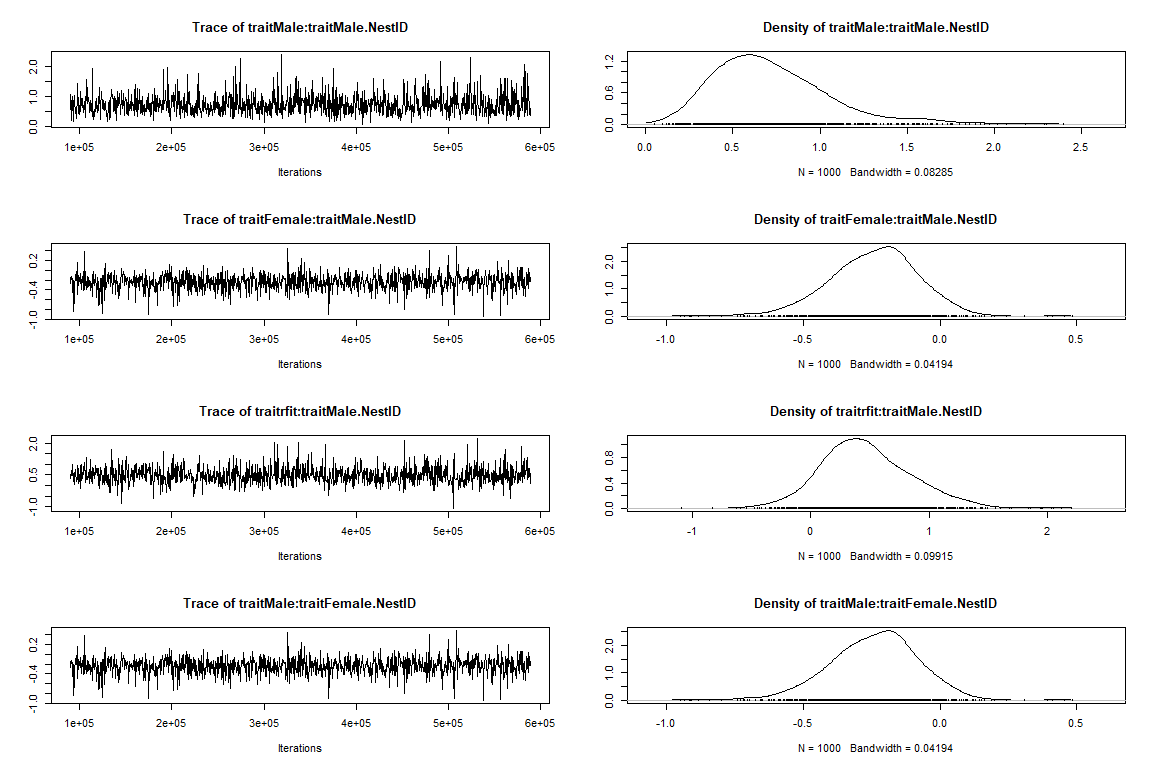 Trace of traitMale:traitMale.NestID
0.0 1.0 2.0
1e+05 2e+05 3e+05 4e+05 5e+05 6e+05
Iterations
Density of traitMale:traitMale.NestID
0.0 0.6 1.2
0.0 0.5 1.0 1.5 2.0 2.5
N = 1000 Bandwidth = 0.08285
Trace of traitFemale:traitMale.NestID
-1.0 -0.4 0.2
1e+05 2e+05 3e+05 4e+05 5e+05 6e+05
Iterations
Density of traitFemale:traitMale.NestID
0.0 1.0 2.0
-1.0 -0.5 0.0 0.5
N = 1000 Bandwidth = 0.04194
Trace of traitrfit:traitMale.NestID
-1.0 0.5 2.0
1e+05 2e+05 3e+05 4e+05 5e+05 6e+05
Iterations
Density of traitrfit:traitMale.NestID
0.0 0.4 0.8
-1 0 1 2
N = 1000 Bandwidth = 0.09915
Trace of traitMale:traitFemale.NestID
-1.0 -0.4 0.2
1e+05 2e+05 3e+05 4e+05 5e+05 6e+05
Iterations
Density of traitMale:traitFemale.NestID
0.0 1.0 2.0
-1.0 -0.5 0.0 0.5
N = 1000 Bandwidth = 0.04194